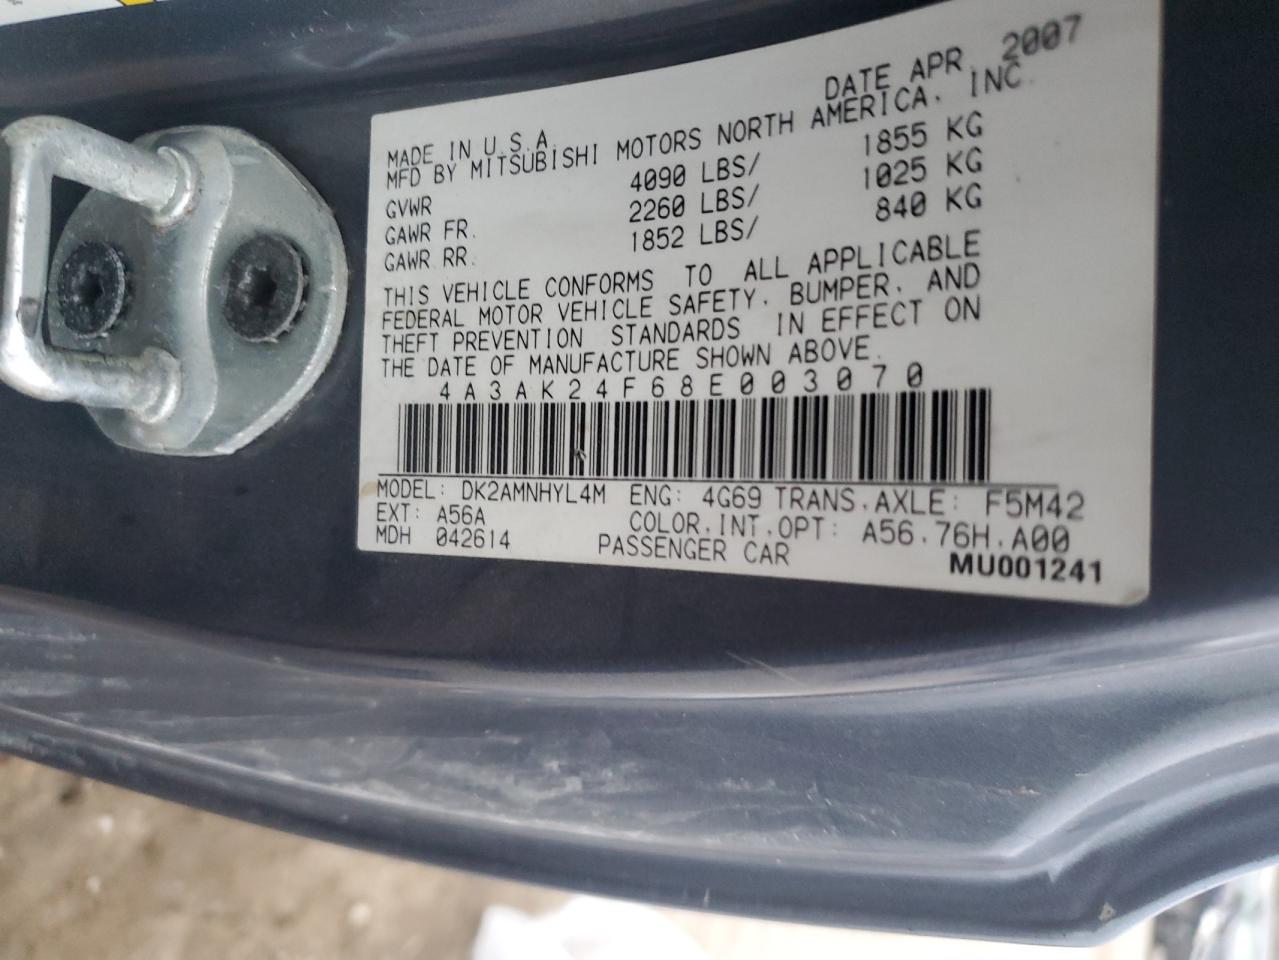 DATE APR 2007
MADE IN U.S.A.
MFD BY MITSUBISHI MOTORS NORTH AMERICA, INC.
GVWR 4090 LBS/ 1855 KG
GAWR FR. 2260 LBS/ 1025 KG
GAWR RR. 1852 LBS/ 840 KG
THIS VEHICLE CONFORMS TO ALL APPLICABLE
FEDERAL MOTOR VEHICLE SAFETY, BUMPER, AND
THEFT PREVENTION STANDARDS IN EFFECT ON
THE DATE OF MANUFACTURE SHOWN ABOVE.
4A3AK24F68E003070
MODEL: DK2AMNHYL4M ENG: 4G69 TRANS.AXLE: F5M42
EXT: A56A COLOR.INT.OPT: A56.76H.A00
MDH 042614 PASSENGER CAR
MU001241